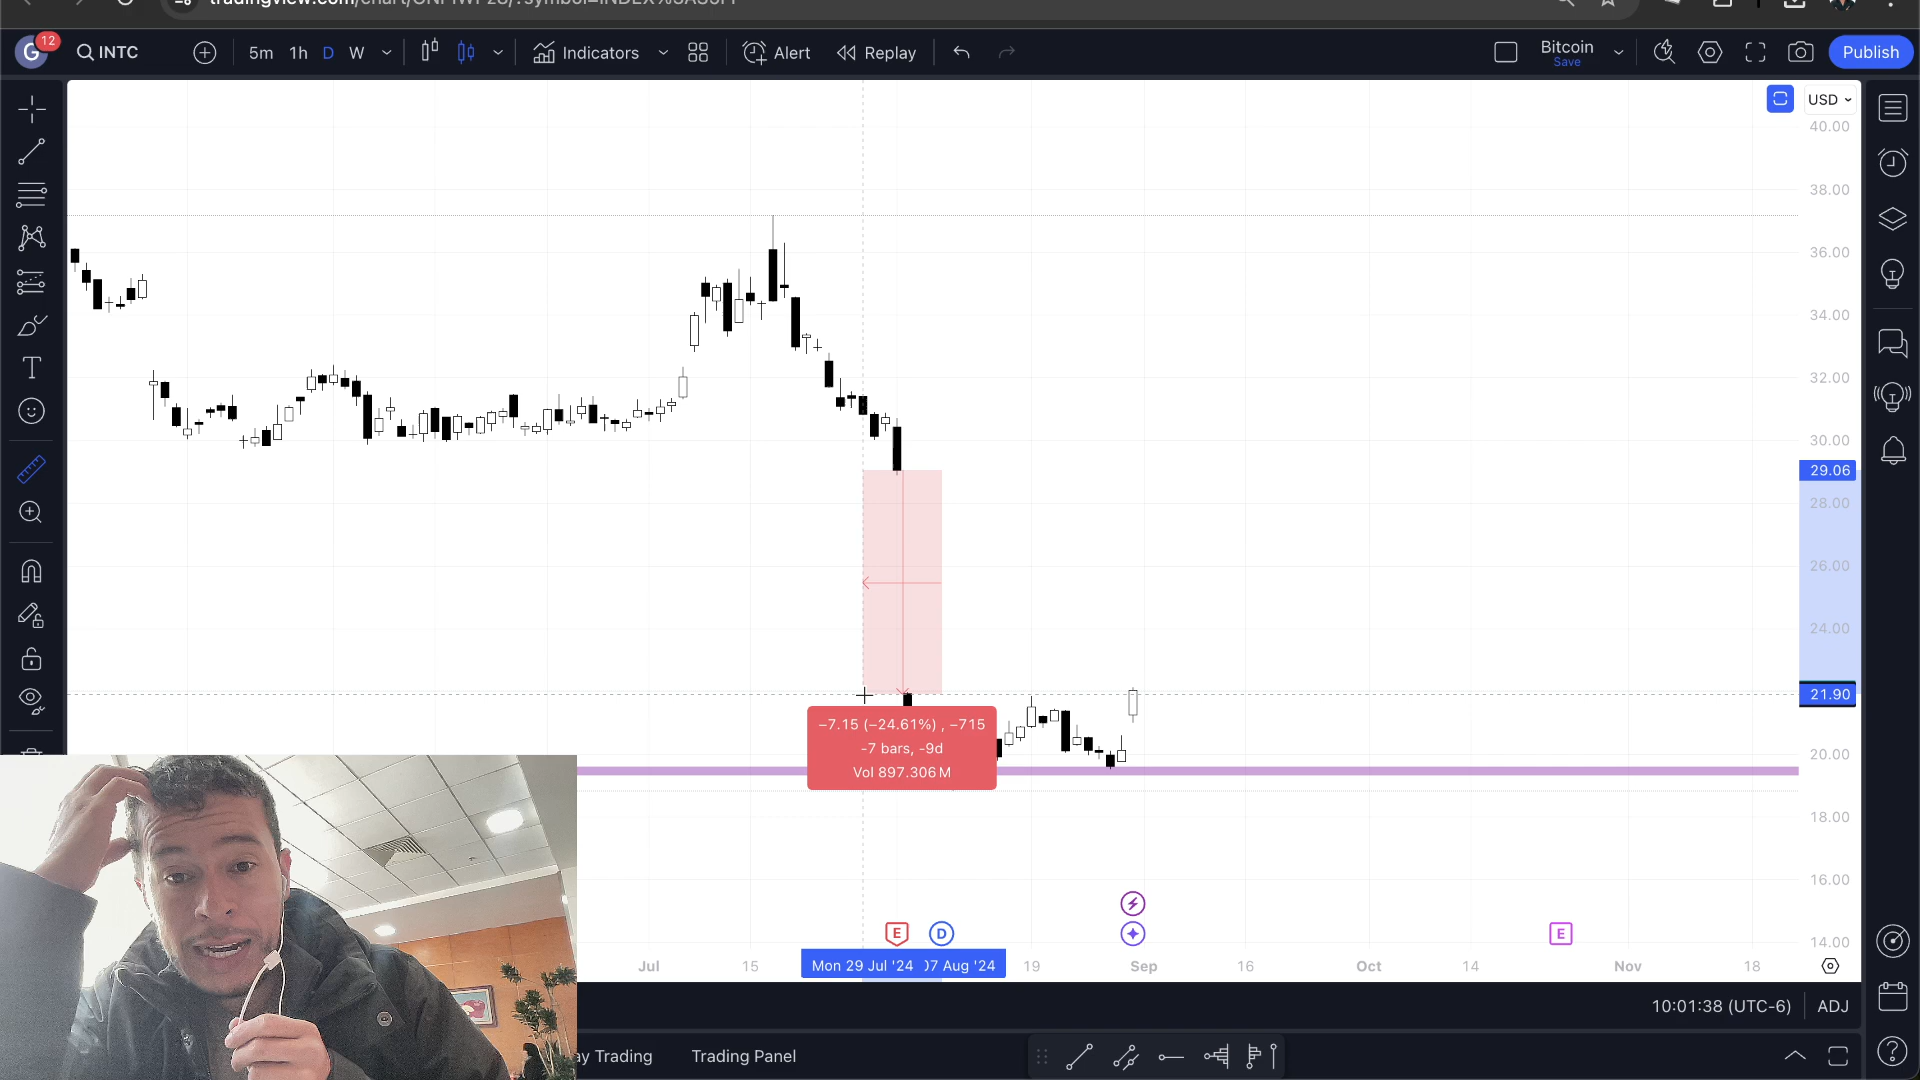 G
12
INTC
5m 1h D W
Indicators
Alert
Replay
Bitcoin
Save
Publish
USD
40.00
38.00
36.00
34.00
32.00
30.00
29.06
28.00
26.00
24.00
21.90
20.00
18.00
16.00
14.00
−7.15 (−24.61%) , −715
-7 bars, -9d
Vol 897.306 M
E
D
E
Jul
15
Mon 29 Jul '24
07 Aug '24
19
Sep
16
Oct
14
Nov
18
10:01:38 (UTC-6)
ADJ
ay Trading
Trading Panel